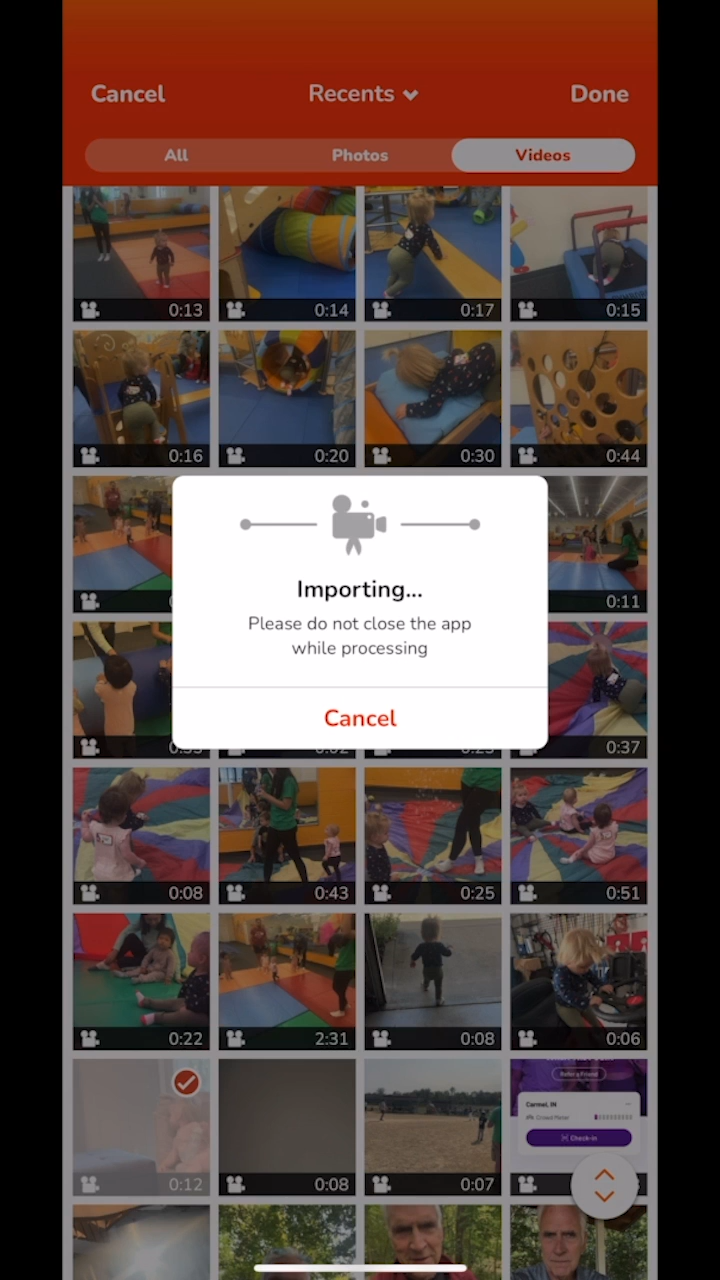 Cancel
Recents
Done
All
Photos
Videos
0:13
0:14
0:17
0:15
0:16
0:20
0:30
0:44
0:11
Importing...
Please do not close the app
while processing
Cancel
0:37
0:08
0:43
0:25
0:51
0:22
2:31
0:08
0:06
Refer a Friend
Carmel, IN
Crowd Meter
Check-in
0:12
0:08
0:07